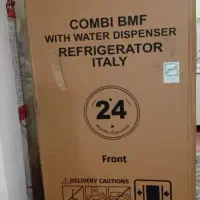 COMBI BMF
WITH WATER DISPENSER
REFRIGERATOR
ITALY
24
Front
DELIVERY CAUTIONS